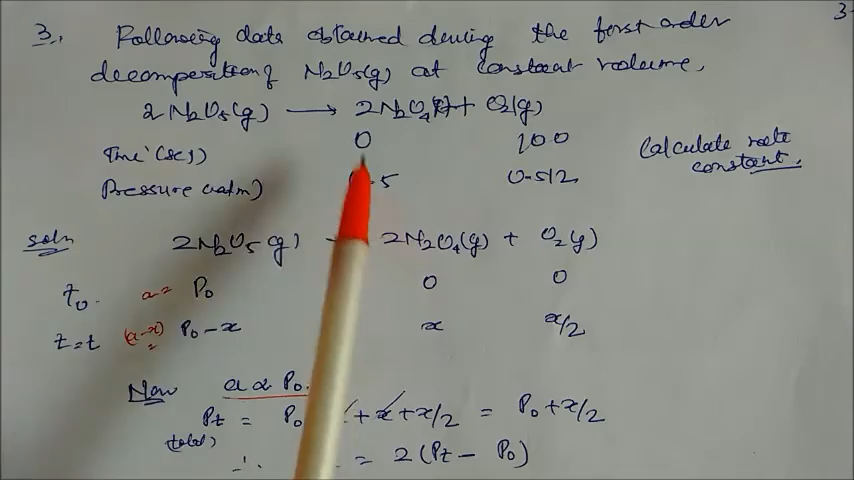 3., Following data obtained during the first order 3
decomposition of N2O5(g) at constant volume,
2N2O5(g) → 2N2O4 + O2(g)
Time (sec) 0 100 Calculate rate
Pressure (atm) .5 0.512 constant.
soln 2N2O5(g) 2N2O4(g) + O2(g)
t0. a = P0 0 0
t=t (a-x) P0-x x x/2
= 
Now a α P0.
Pt = P0 + x + x/2 = P0 + x/2
(total)
∴ = 2(Pt - P0)